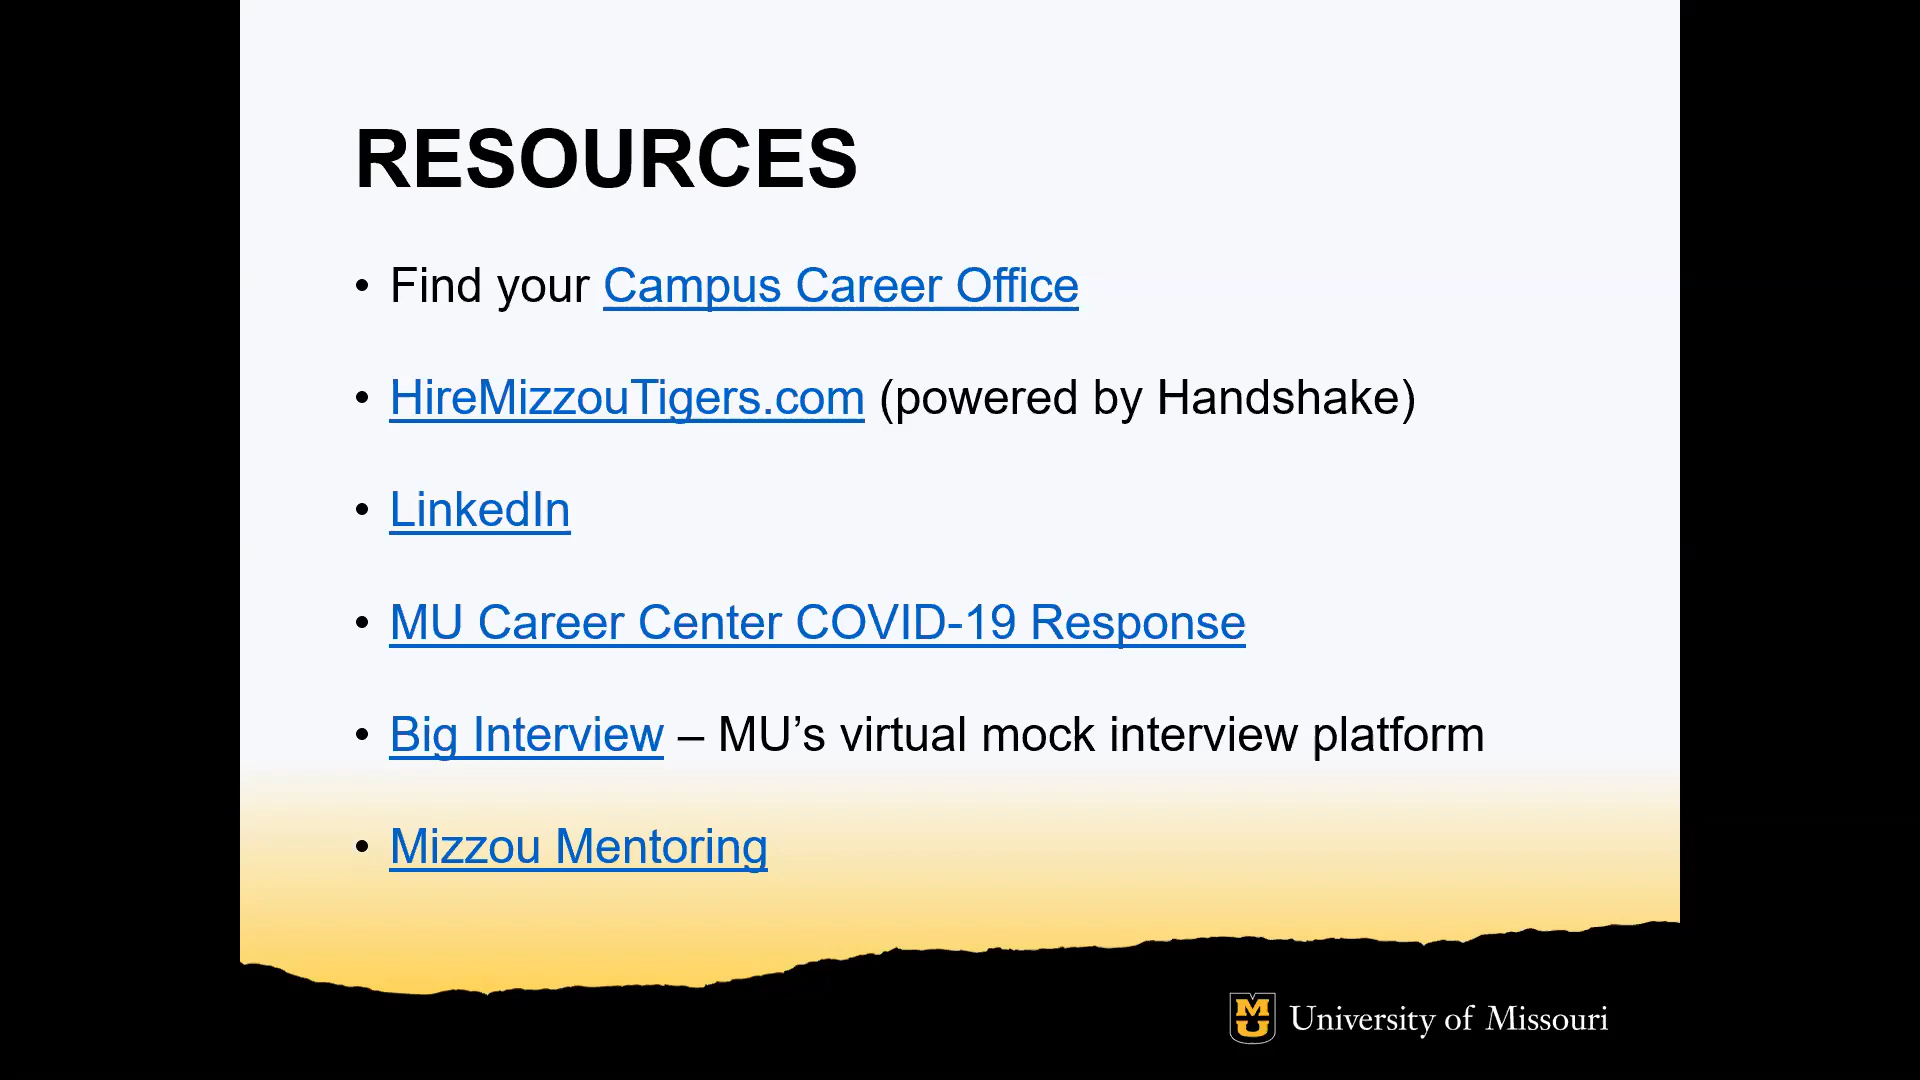 RESOURCES
• Find your Campus Career Office
• HireMizzouTigers.com (powered by Handshake)
• LinkedIn
• MU Career Center COVID-19 Response
• Big Interview – MU’s virtual mock interview platform
• Mizzou Mentoring
MU University of Missouri